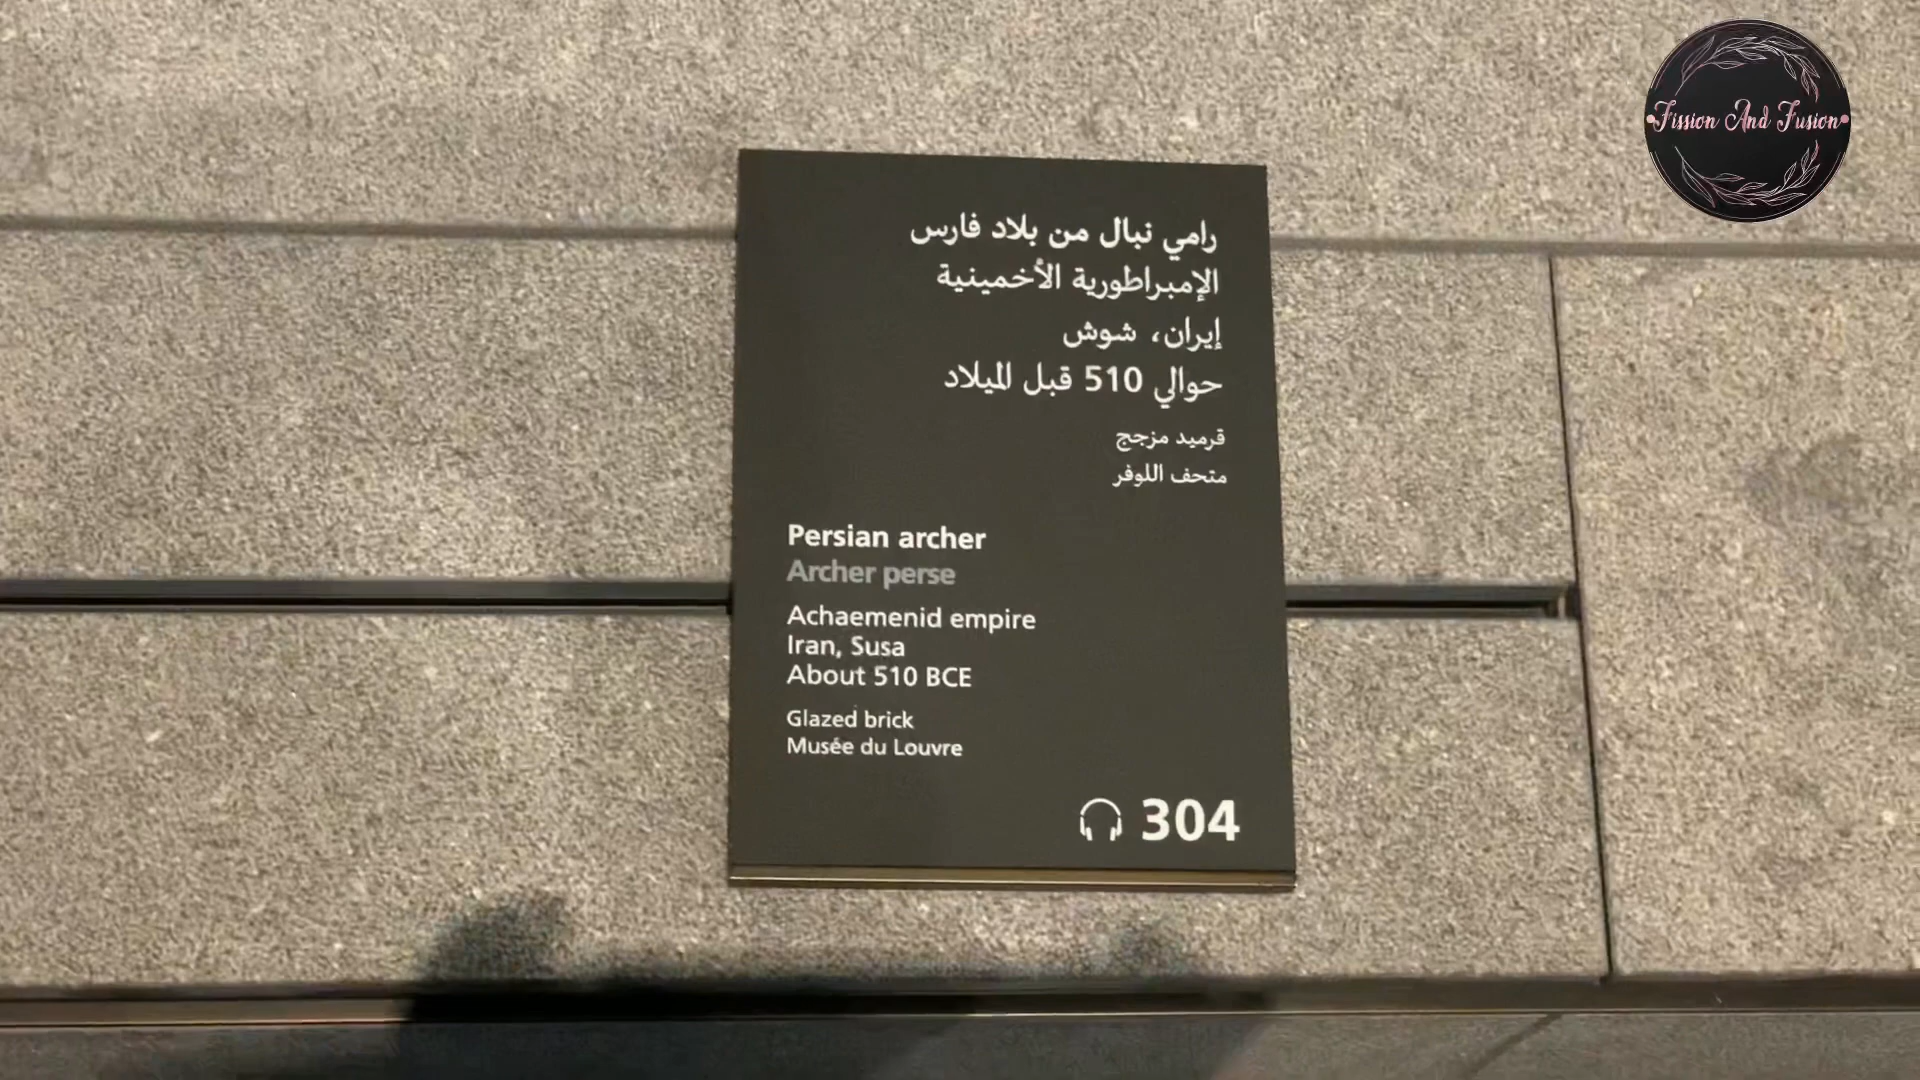 رامي نبال من بلاد فارس
الإمبراطورية الأخمينية
إيران، شوش
حوالي 510 قبل الميلاد
قرميد مزجج
متحف اللوفر
Persian archer
Archer perse
Achaemenid empire
Iran, Susa
About 510 BCE
Glazed brick
Musée du Louvre
304
Fission And Fusion